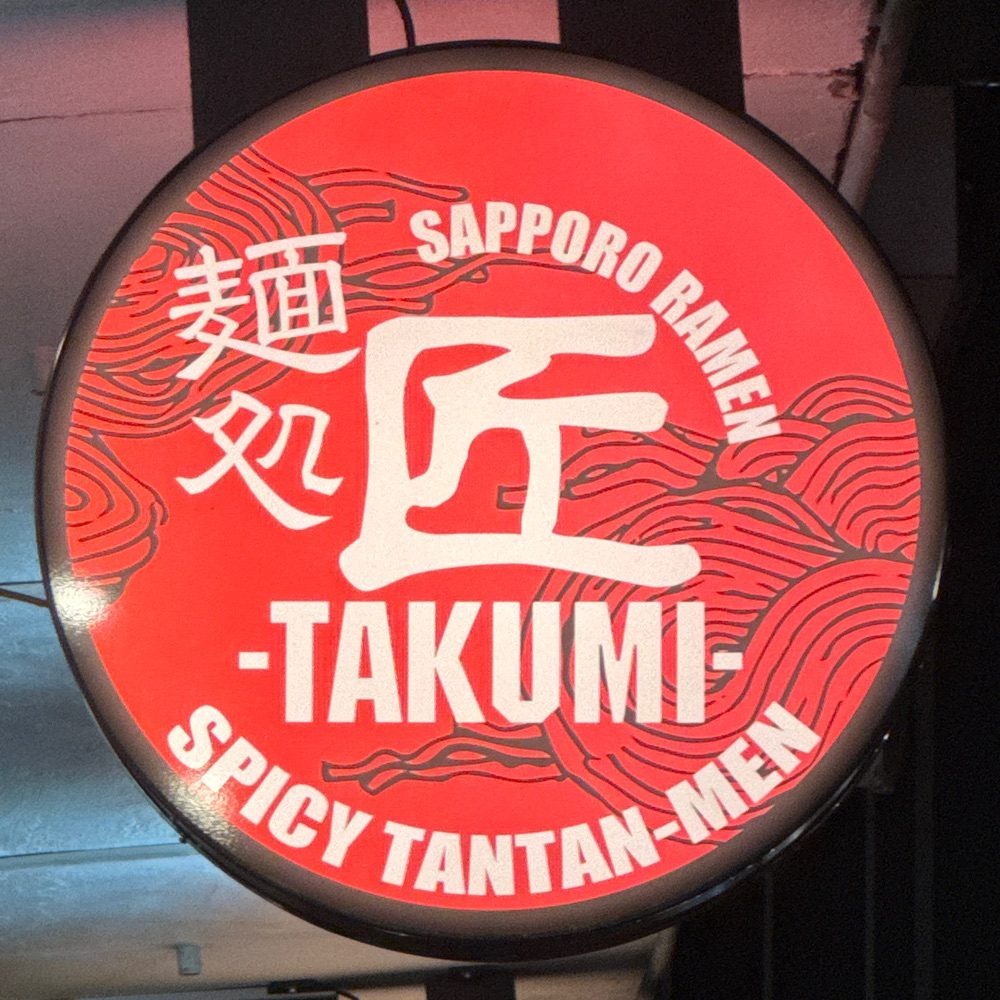 SAPPORO RAMEN
麺処
匠
-TAKUMI-
SPICY TANTAN-MEN